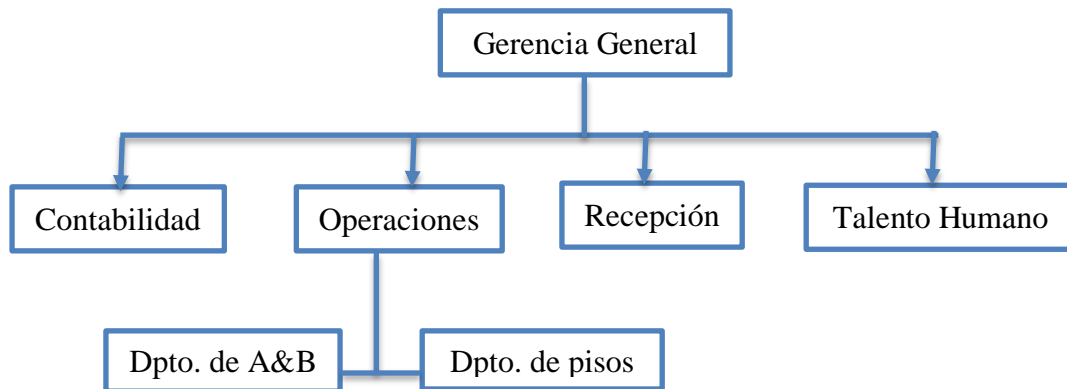 Gerencia General
Contabilidad
Operaciones
Recepción
Talento Humano
Dpto. de A&B
Dpto. de pisos